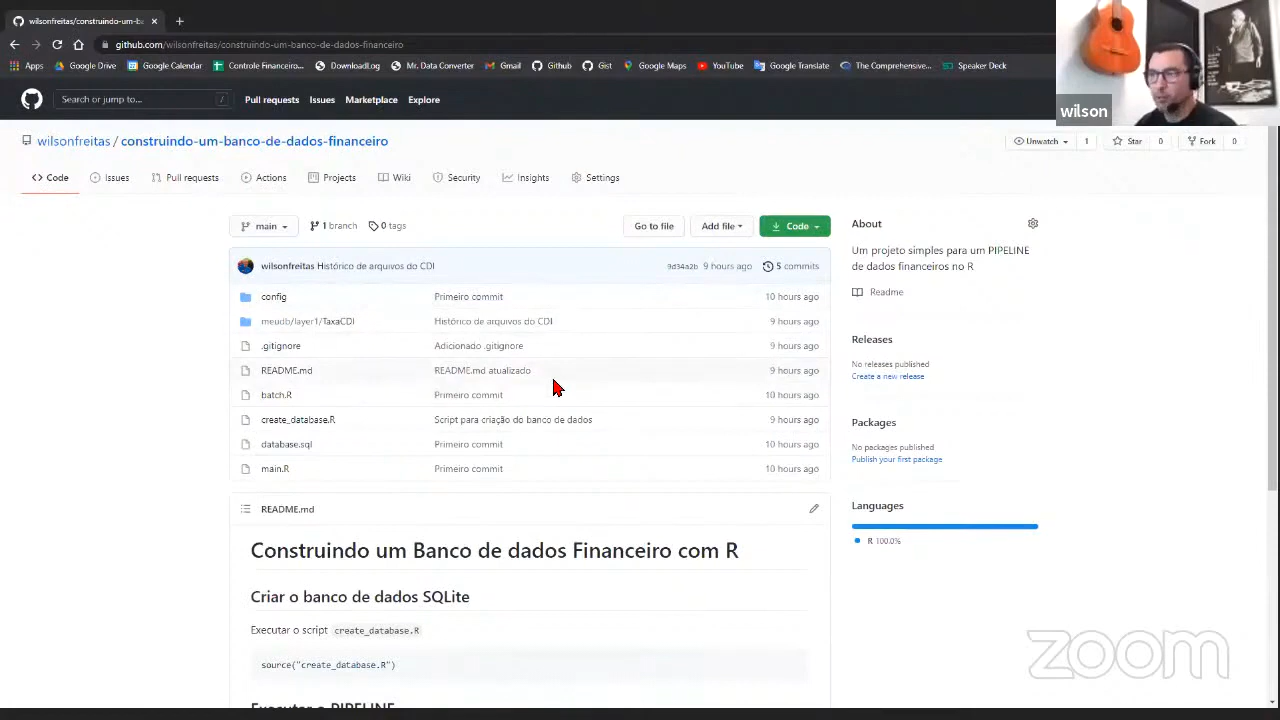 wilsonfreitas/construindo-um-ba
github.com/wilsonfreitas/construindo-um-banco-de-dados-financeiro
Apps Google Drive Google Calendar Controle Financeiro... DownloadLog Mr. Data Converter Gmail Github Gist Google Maps YouTube Google Translate The Comprehensive... Speaker Deck
wilson
Search or jump to... / Pull requests Issues Marketplace Explore
wilsonfreitas / construindo-um-banco-de-dados-financeiro
Unwatch 1 Star 0 Fork 0
Code Issues Pull requests Actions Projects Wiki Security Insights Settings
main 1 branch 0 tags Go to file Add file Code
wilsonfreitas Histórico de arquivos do CDI 9d34a2b 9 hours ago 5 commits
config Primeiro commit 10 hours ago
meudb/layer1/TaxaCDI Histórico de arquivos do CDI 9 hours ago
.gitignore Adicionado .gitignore 9 hours ago
README.md README.md atualizado 9 hours ago
batch.R Primeiro commit 10 hours ago
create_database.R Script para criação do banco de dados 9 hours ago
database.sql Primeiro commit 10 hours ago
main.R Primeiro commit 10 hours ago
README.md
Construindo um Banco de dados Financeiro com R
Criar o banco de dados SQLite
Executar o script create_database.R
source("create_database.R")
Executar o PIPELINE
About
Um projeto simples para um PIPELINE
de dados financeiros no R
Readme
Releases
No releases published
Create a new release
Packages
No packages published
Publish your first package
Languages
R 100.0%
zoom